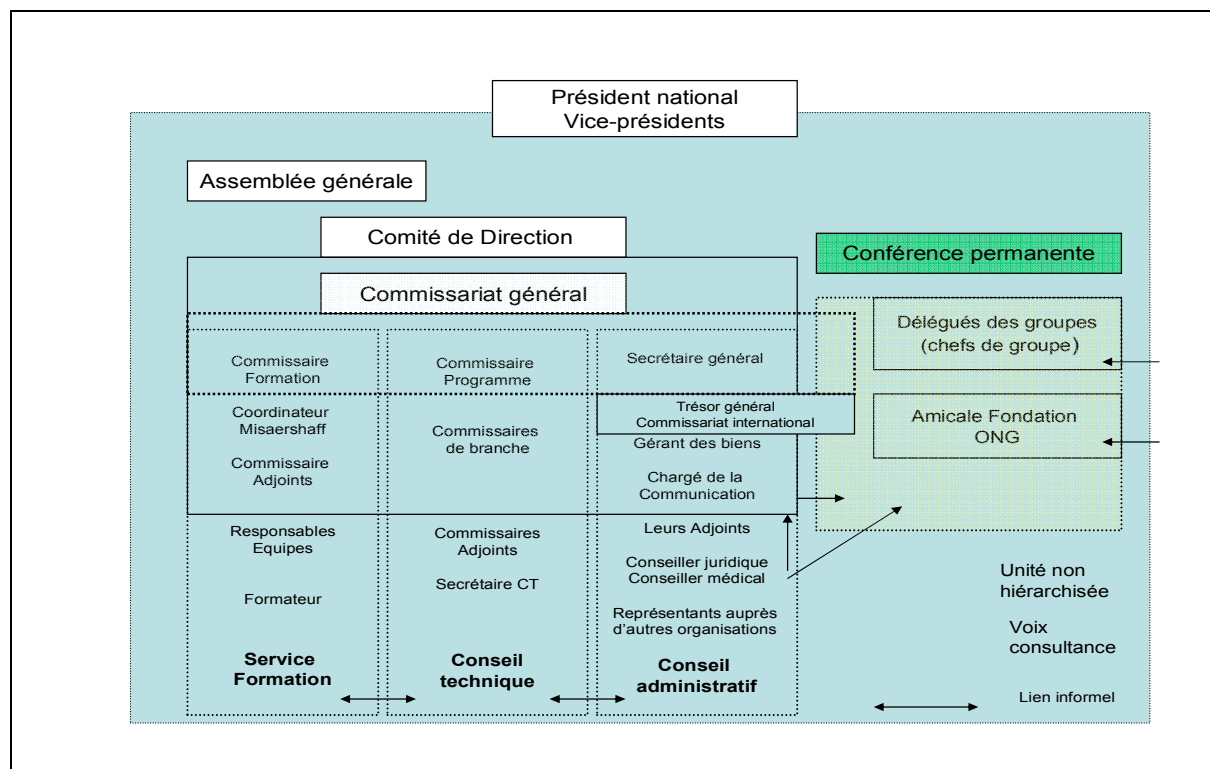 Président national
Vice-présidents
Assemblée générale
Comité de Direction
Conférence permanente
Commissariat général
Délégués des groupes
(chefs de groupe)
Commissaire
Formation
Commissaire
Programme
Secrétaire général
Coordinateur
Misaershaff
Commissaire
Adjoints
Commissaires
de branche
Trésor général
Commissariat international
Gérant des biens
Chargé de la
Communication
Amicale Fondation
ONG
Responsables
Equipes
Formateur
Commissaires
Adjoints
Secrétaire CT
Leurs Adjoints
Conseiller juridique
Conseiller médical
Représentants auprès
d'autres organisations
Service
Formation
Conseil
technique
Conseil
administratif
Unité non
hiérarchisée
Voix
consultance
Lien informel